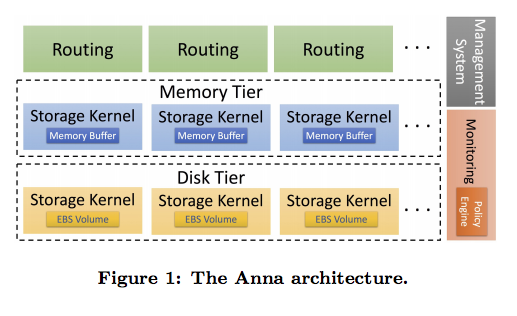 Routing
Routing
Routing
...
Management
System
Memory Tier
Storage Kernel
Memory Buffer
Storage Kernel
Memory Buffer
Storage Kernel
Memory Buffer
...
Disk Tier
Storage Kernel
EBS Volume
Storage Kernel
EBS Volume
Storage Kernel
EBS Volume
...
Monitoring
Policy
Engine
Figure 1: The Anna architecture.